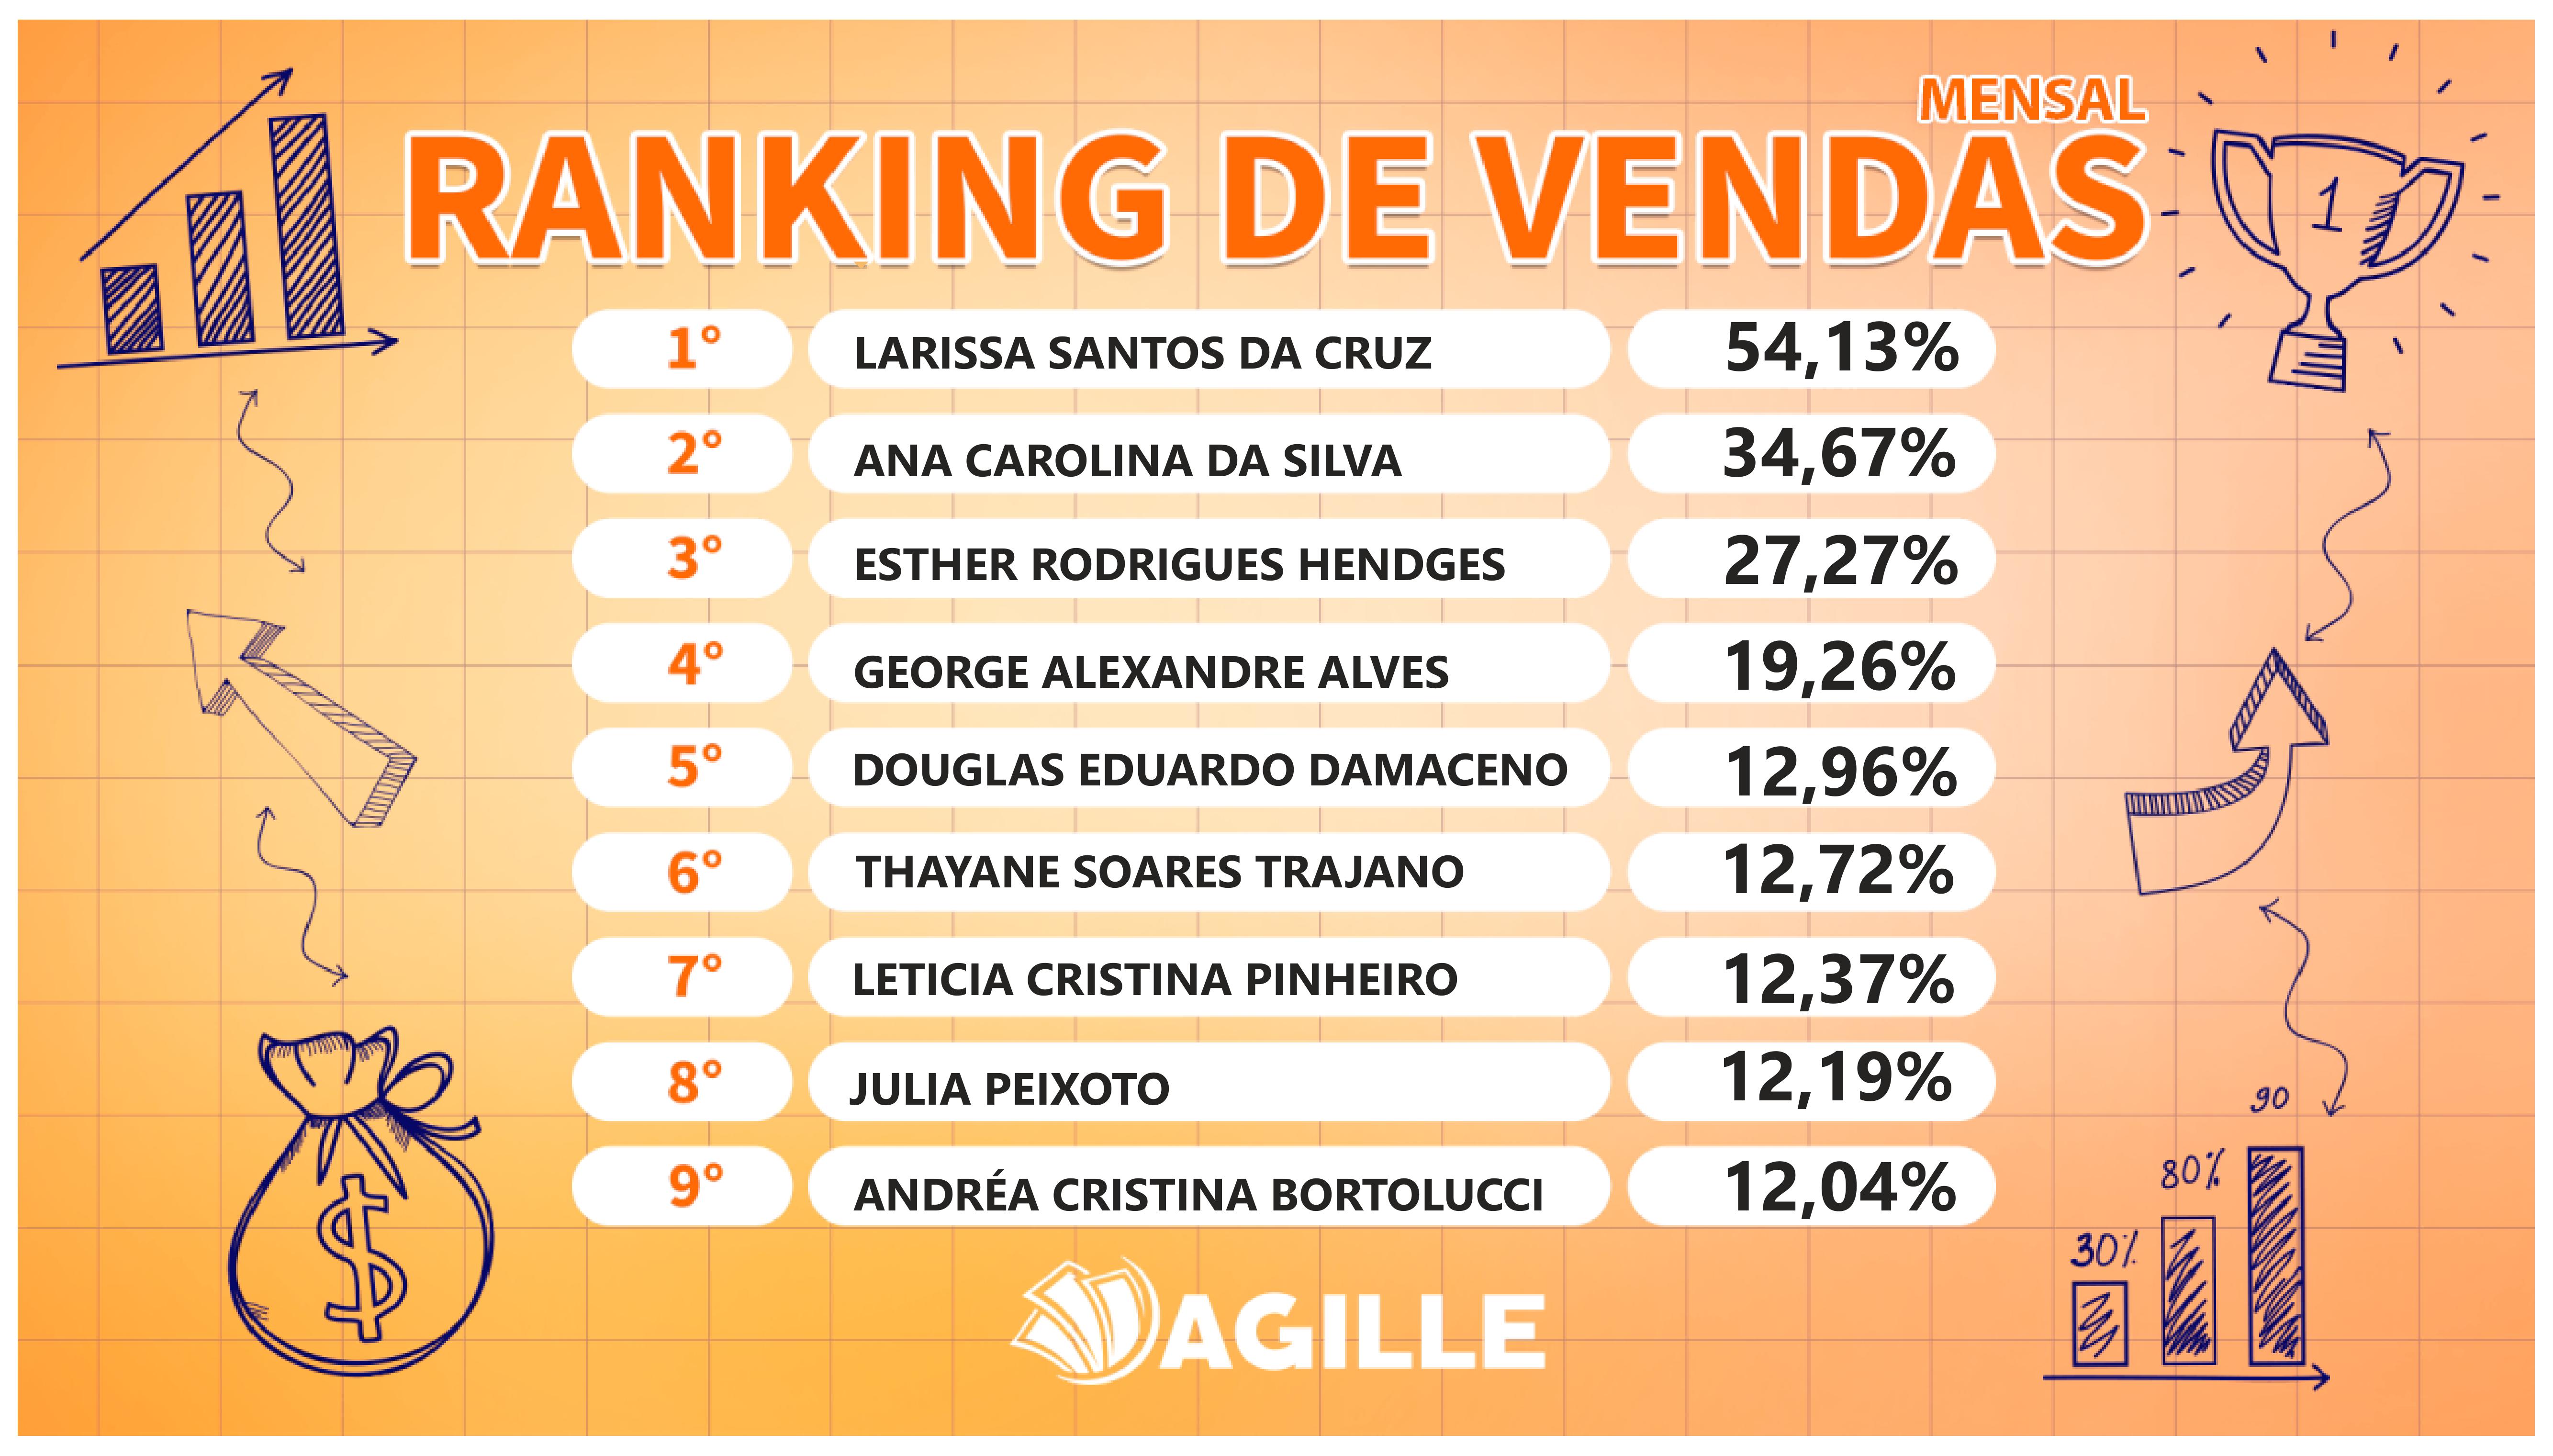 MENSAL
RANKING DE VENDAS
1
1° LARISSA SANTOS DA CRUZ 54,13%
2° ANA CAROLINA DA SILVA 34,67%
3° ESTHER RODRIGUES HENDGES 27,27%
4° GEORGE ALEXANDRE ALVES 19,26%
5° DOUGLAS EDUARDO DAMACENO 12,96%
6° THAYANE SOARES TRAJANO 12,72%
7° LETICIA CRISTINA PINHEIRO 12,37%
8° JULIA PEIXOTO 12,19%
9° ANDRÉA CRISTINA BORTOLUCCI 12,04%
$
90
80%
30%
AGILLE